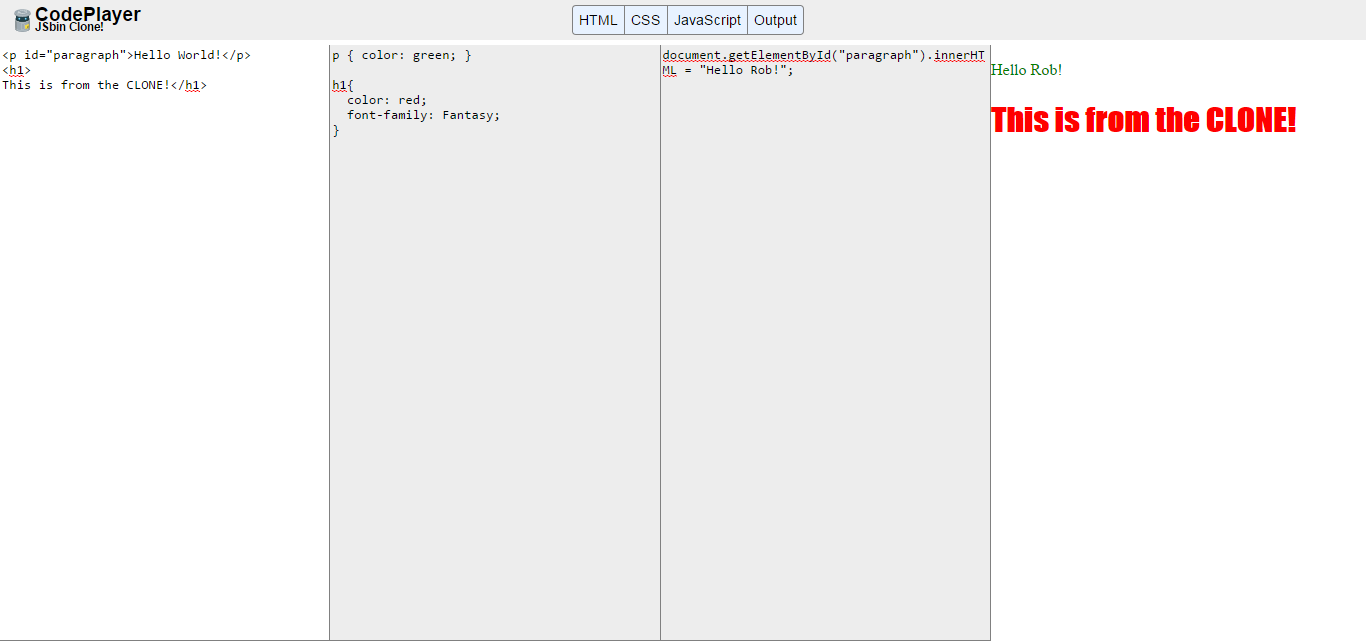 CodePlayer
JSbin Clone!
HTML CSS JavaScript Output
<p id="paragraph">Hello World!</p>
<h1>
This is from the CLONE!</h1>
p { color: green; }
h1{
  color: red;
  font-family: Fantasy;
}
document.getElementById("paragraph").innerHT
ML = "Hello Rob!";
Hello Rob!
This is from the CLONE!